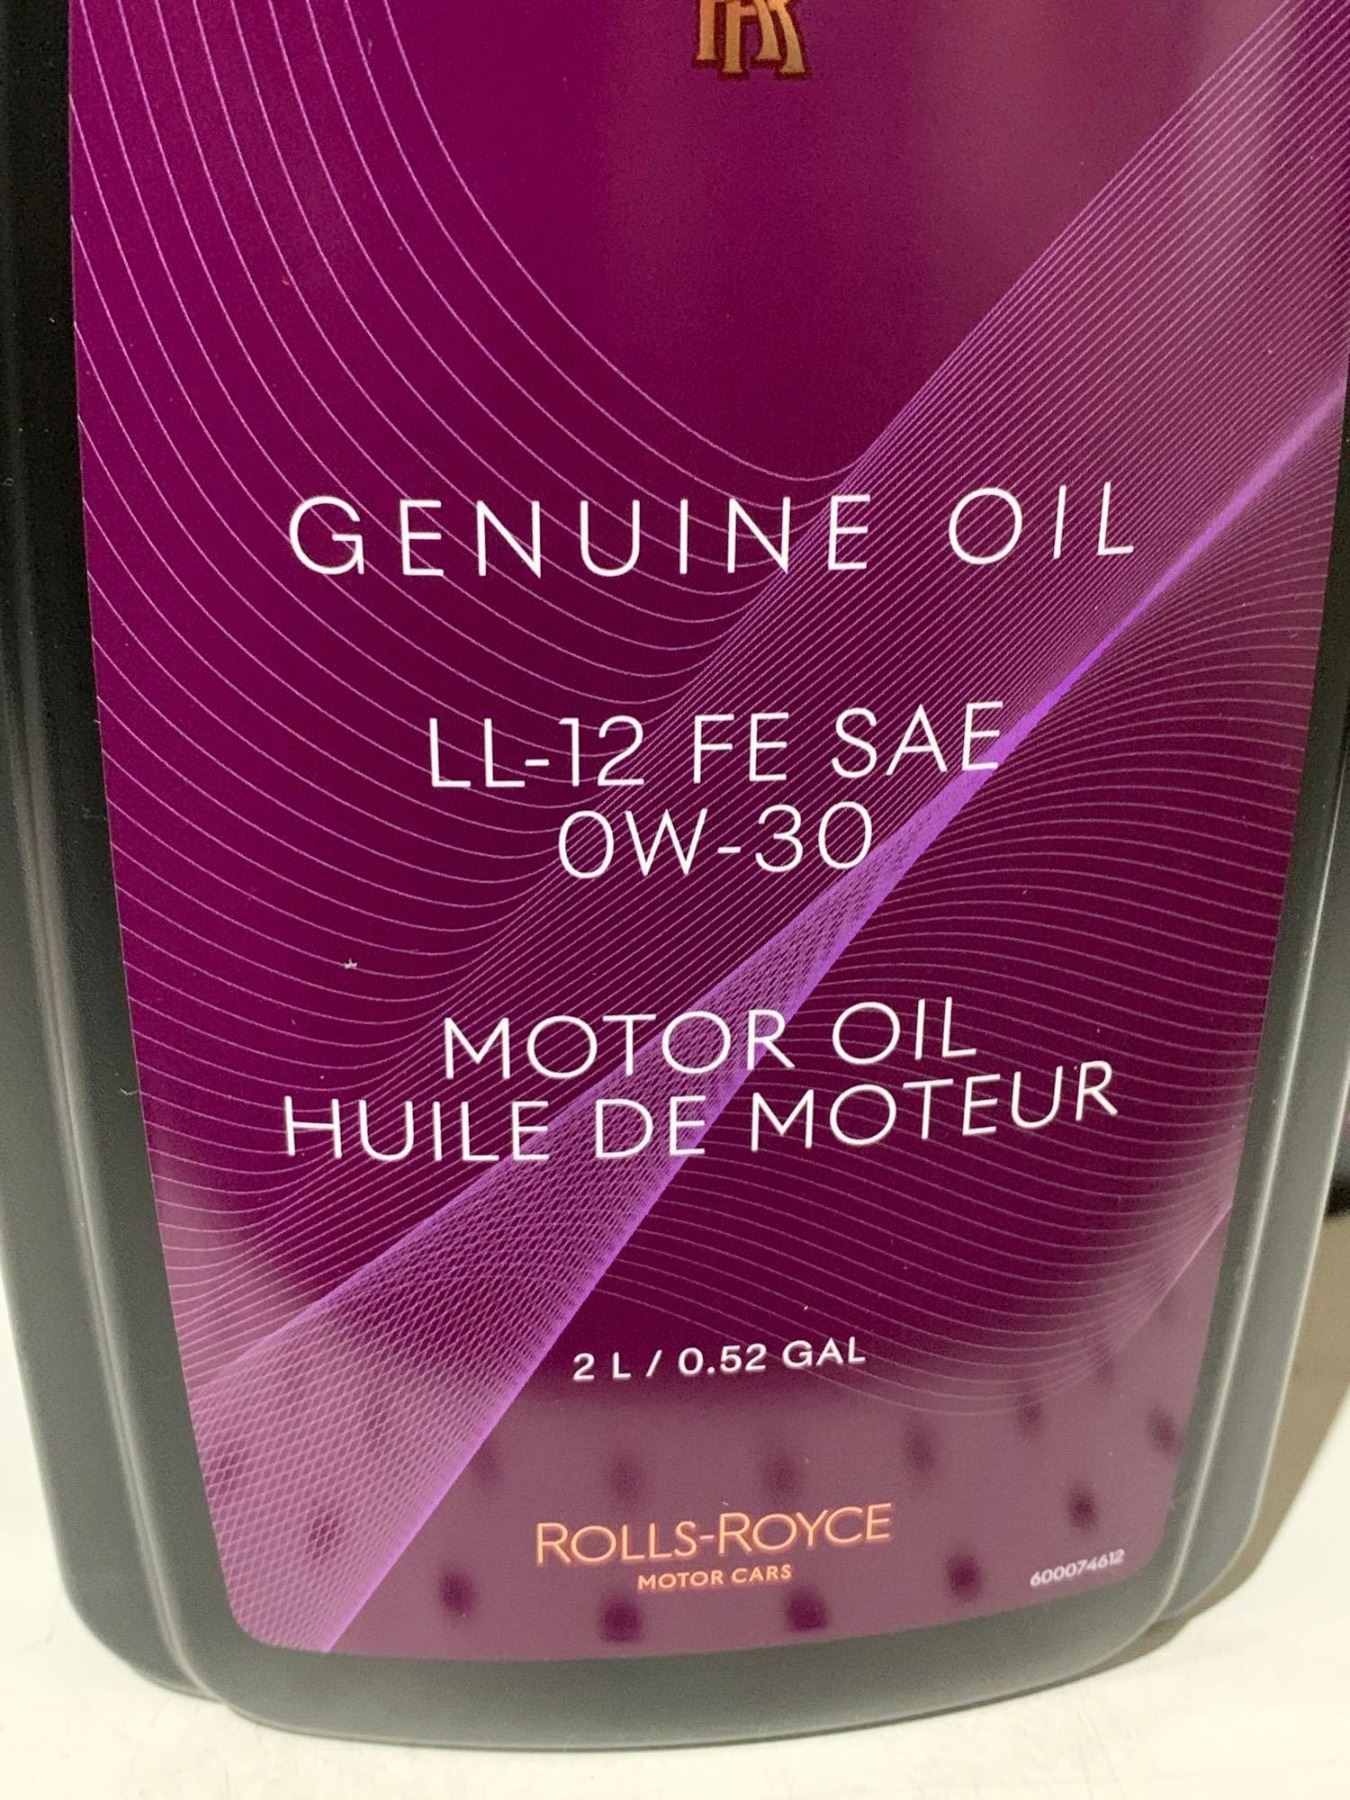 GENUINE OIL
LL-12 FE SAE
0W-30
MOTOR OIL
HUILE DE MOTEUR
2 L / 0.52 GAL
ROLLS-ROYCE
MOTOR CARS
600074612